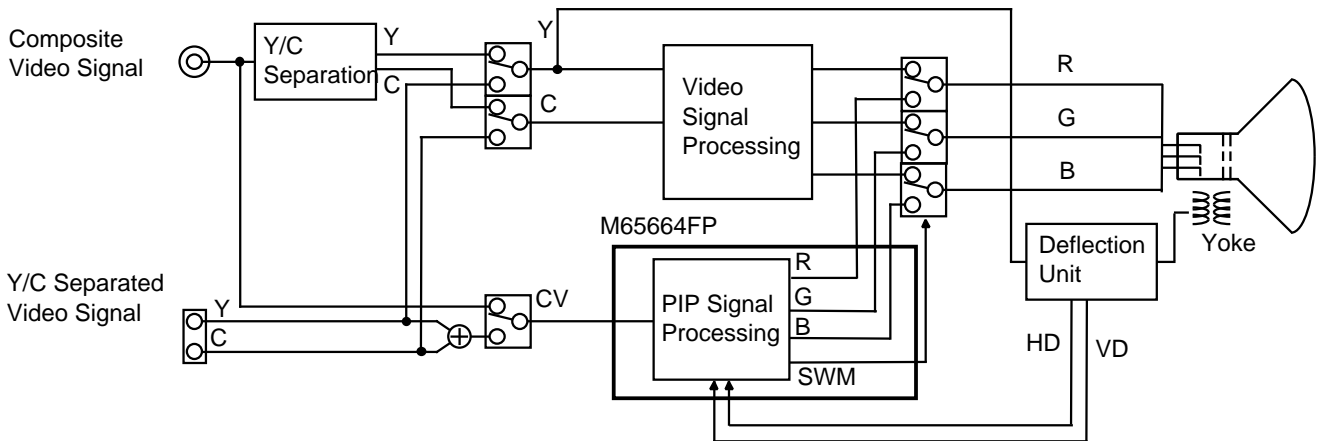 Composite
Video Signal
Y/C
Separation
Y
C
Y
C
Video
Signal
Processing
R
G
B
Yoke
Deflection
Unit
HD
VD
M65664FP
PIP Signal
Processing
R
G
B
SWM
CV
Y/C Separated
Video Signal
Y
C